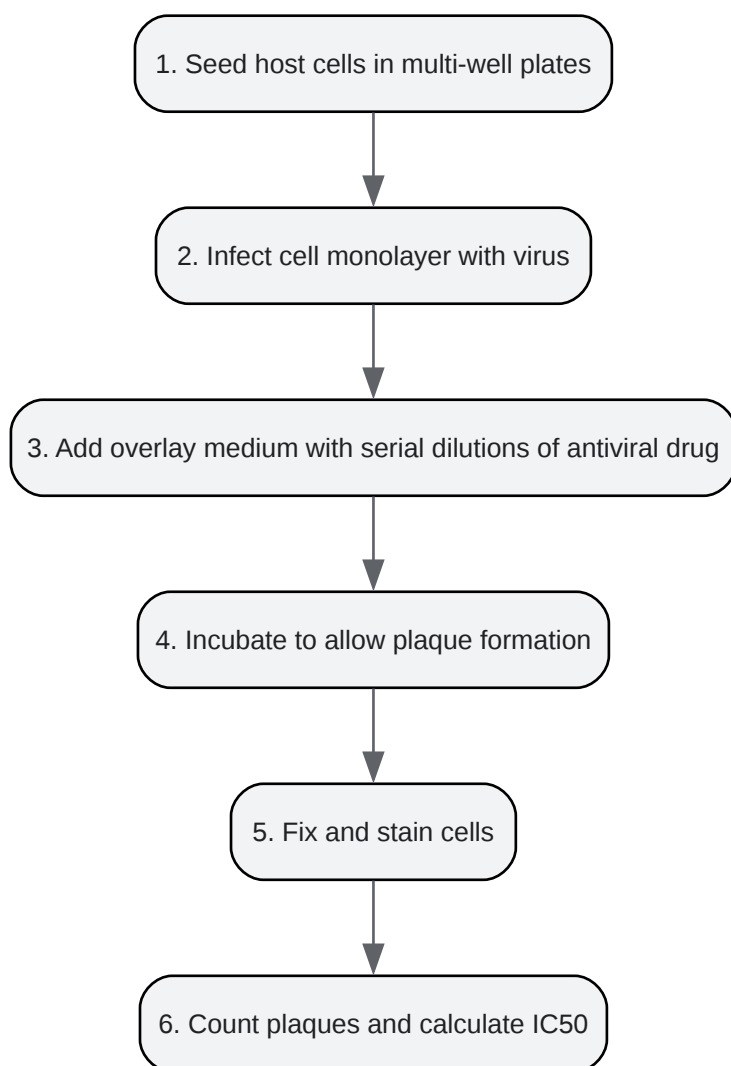 1. Seed host cells in multi-well plates
2. Infect cell monolayer with virus
3. Add overlay medium with serial dilutions of antiviral drug
4. Incubate to allow plaque formation
5. Fix and stain cells
6. Count plaques and calculate IC50